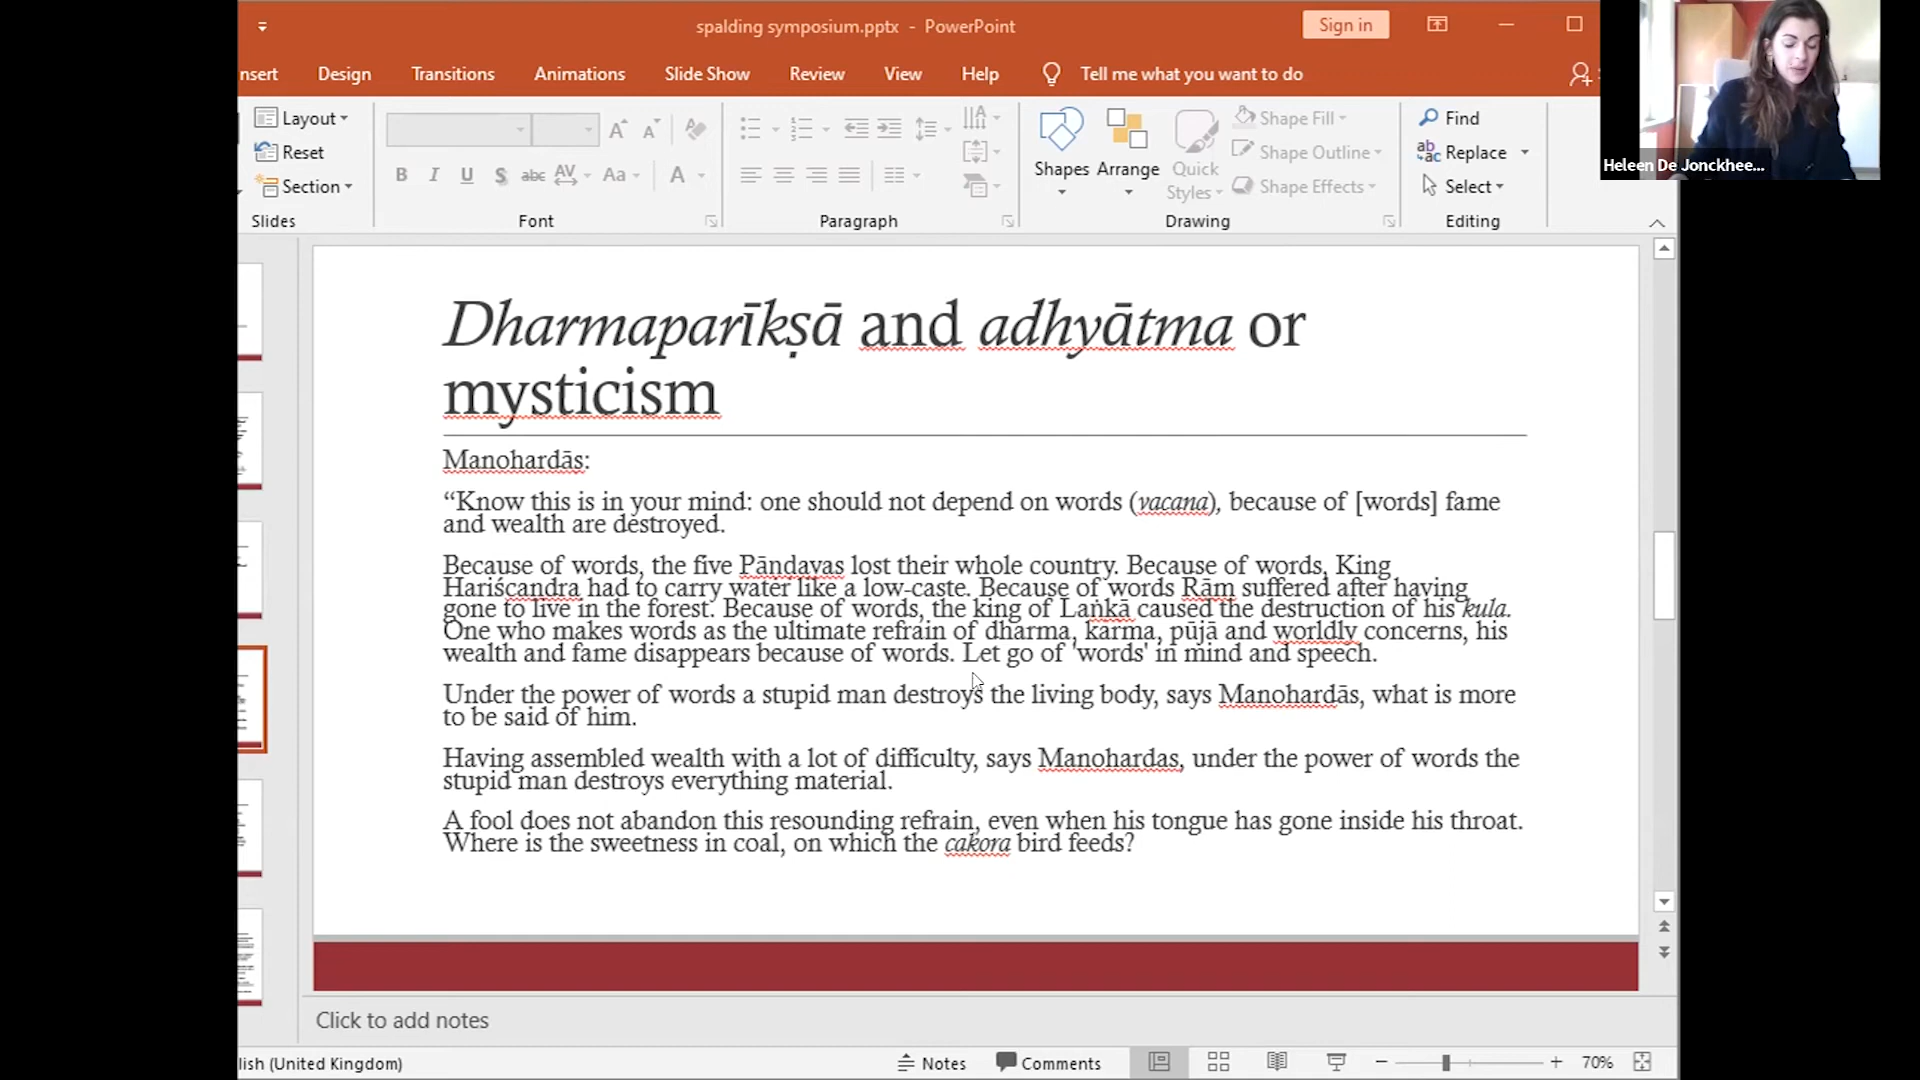 spalding symposium.pptx - PowerPoint
Sign in
nsert Design Transitions Animations Slide Show Review View Help Tell me what you want to do
Layout
Reset
Section
Slides
B I U S abc AV Aa A
Font
Paragraph
Shapes
Arrange
Quick
Styles
Shape Fill
Shape Outline
Shape Effects
Drawing
Find
Replace
Select
Editing
Heleen De Jonckhee...
Dharmaparīkṣā and adhyātma or
mysticism
Manohardās:
“Know this is in your mind: one should not depend on words (vacana), because of [words] fame
and wealth are destroyed.
Because of words, the five Pāndavas lost their whole country. Because of words, King
Hariścandra had to carry water like a low-caste. Because of words Rām suffered after having
gone to live in the forest. Because of words, the king of Laṅkā caused the destruction of his kula.
One who makes words as the ultimate refrain of dharma, karma, pūjā and worldly concerns, his
wealth and fame disappears because of words. Let go of 'words' in mind and speech.
Under the power of words a stupid man destroys the living body, says Manohardās, what is more
to be said of him.
Having assembled wealth with a lot of difficulty, says Manohardas, under the power of words the
stupid man destroys everything material.
A fool does not abandon this resounding refrain, even when his tongue has gone inside his throat.
Where is the sweetness in coal, on which the cakora bird feeds?
Click to add notes
lish (United Kingdom)
Notes
Comments
70%